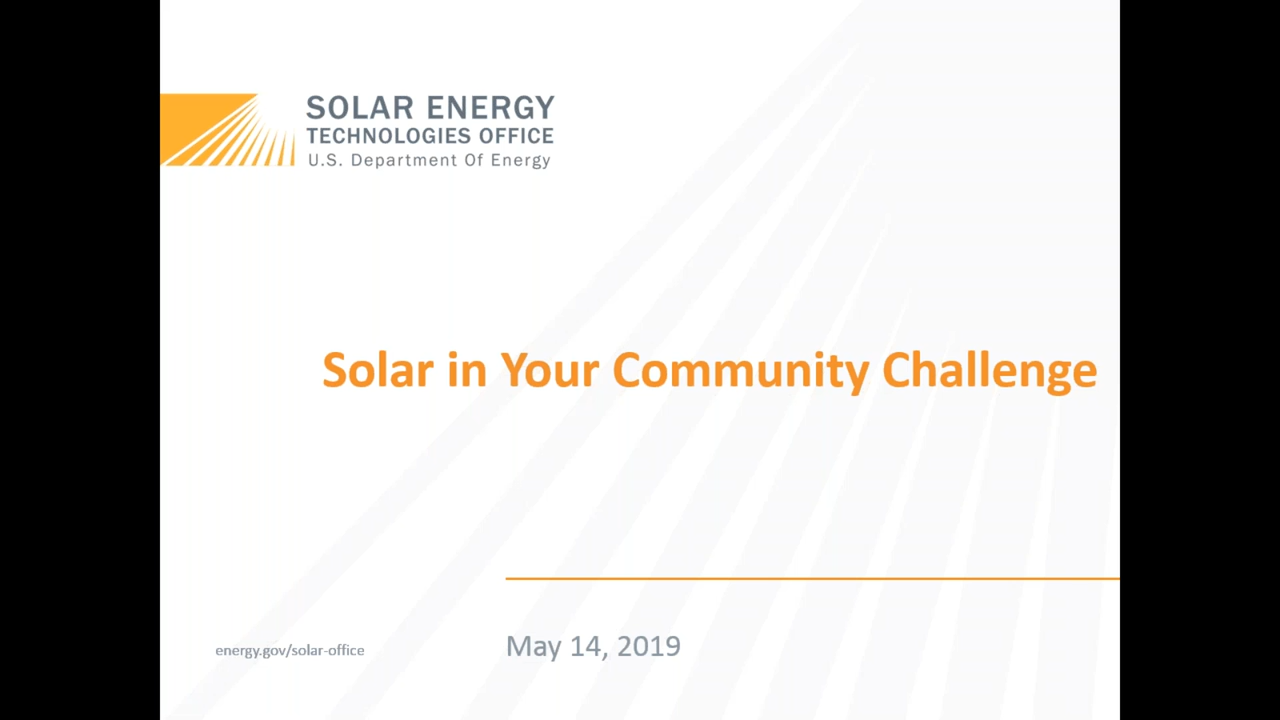 SOLAR ENERGY
TECHNOLOGIES OFFICE
U.S. Department Of Energy
Solar in Your Community Challenge
energy.gov/solar-office
May 14, 2019